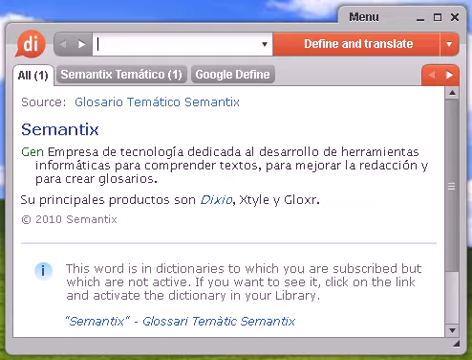 Menu
di
Define and translate
All (1)
Semantix Temático (1)
Google Define
Source: Glosario Temático Semantix
Semantix
Gen Empresa de tecnología dedicada al desarrollo de herramientas
informáticas para comprender textos, para mejorar la redacción y
para crear glosarios.
Su principales productos son Dixio, Xtyle y Gloxr.
© 2010 Semantix
i
This word is in dictionaries to which you are subscribed but
which are not active. If you want to see it, click on the link
and activate the dictionary in your Library.
"Semantix" - Glossari Temàtic Semantix